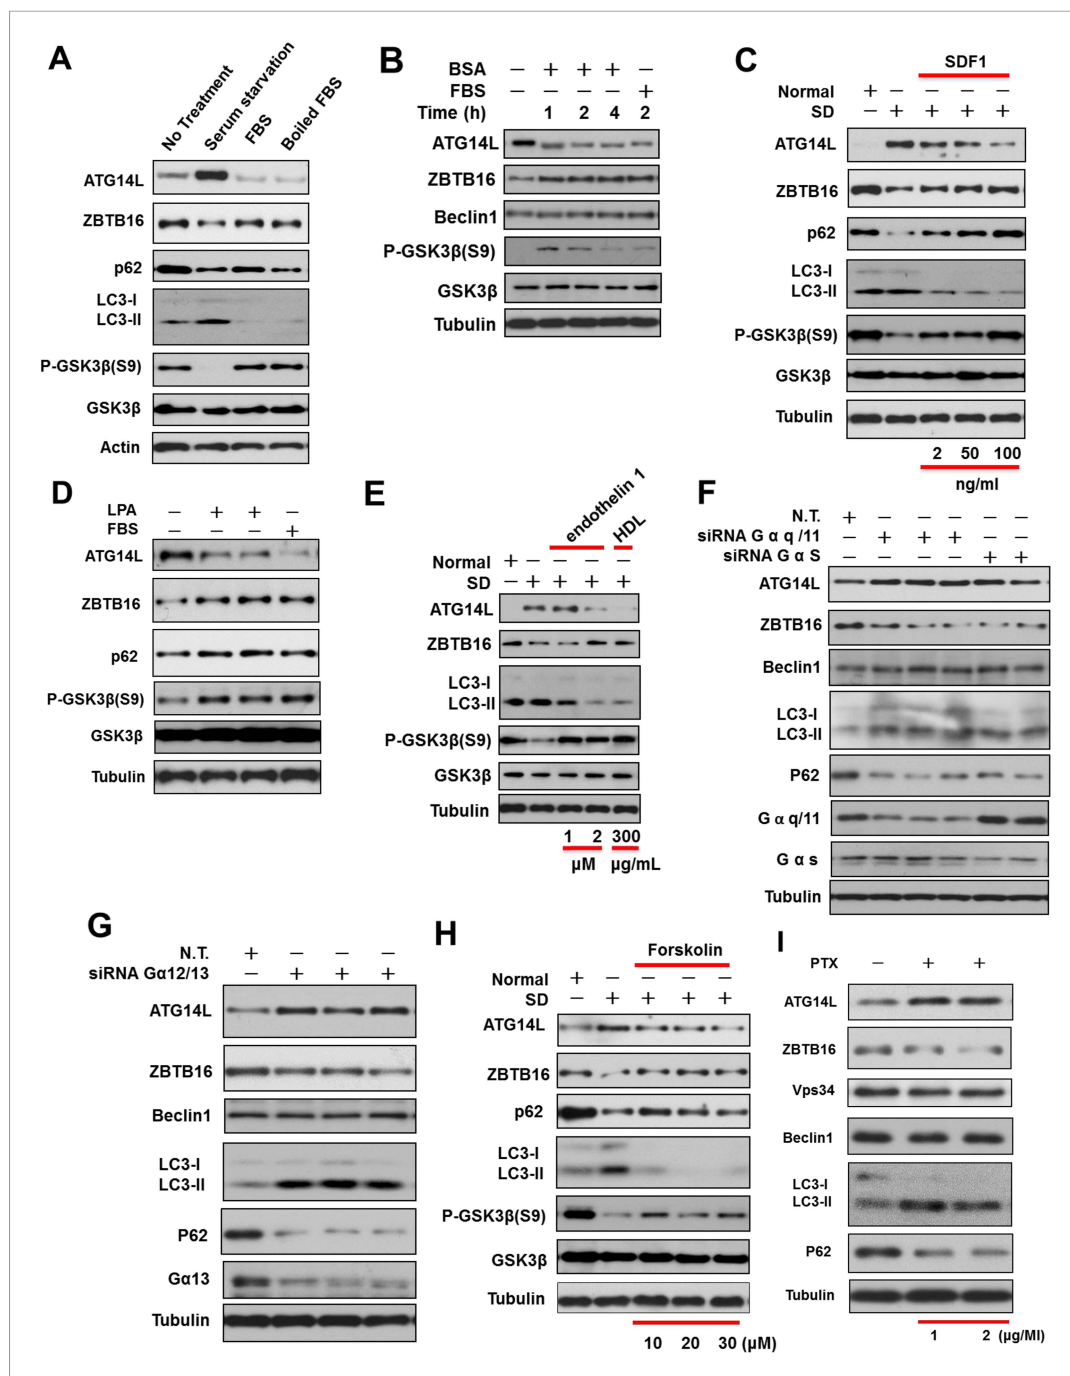 A
No Treatment
Serum starvation
FBS
Boiled FBS
ATG14L
ZBTB16
p62
LC3-I
LC3-II
P-GSK3β(S9)
GSK3β
Actin
B
BSA − + + + −
FBS − − − − +
Time (h) 1 2 4 2
ATG14L
ZBTB16
Beclin1
P-GSK3β(S9)
GSK3β
Tubulin
C
SDF1
Normal + − − − −
SD − + + + +
ATG14L
ZBTB16
p62
LC3-I
LC3-II
P-GSK3β(S9)
GSK3β
Tubulin
2 50 100
ng/ml
D
LPA − + + −
FBS − − − +
ATG14L
ZBTB16
p62
P-GSK3β(S9)
GSK3β
Tubulin
E
endothelin 1
HDL
Normal + − − − −
SD − + + + +
ATG14L
ZBTB16
LC3-I
LC3-II
P-GSK3β(S9)
GSK3β
Tubulin
1 2 300
µM µg/mL
F
N.T. + − − − − −
siRNA G α q /11 − + + + − −
siRNA G α S − − − − + +
ATG14L
ZBTB16
Beclin1
LC3-I
LC3-II
P62
G α q/11
G α s
Tubulin
G
N.T. + − − −
siRNA Gα12/13 − + + +
ATG14L
ZBTB16
Beclin1
LC3-I
LC3-II
P62
Gα13
Tubulin
H
Forskolin
Normal + − − − −
SD − + + + +
ATG14L
ZBTB16
p62
LC3-I
LC3-II
P-GSK3β(S9)
GSK3β
Tubulin
10 20 30 (µM)
I
PTX − + +
ATG14L
ZBTB16
Vps34
Beclin1
LC3-I
LC3-II
P62
Tubulin
1 2 (µg/Ml)